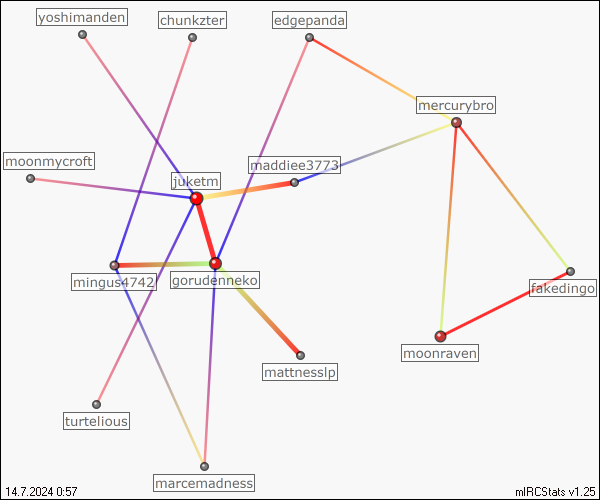 yoshimanden
chunkzter
edgepanda
mercurybro
moonmycroft
maddiee3773
juketm
mingus4742
gorudenneko
fakedingo
moonraven
mattnesslp
turtelious
marcemadness
14.7.2024 0:57
mIRCStats v1.25